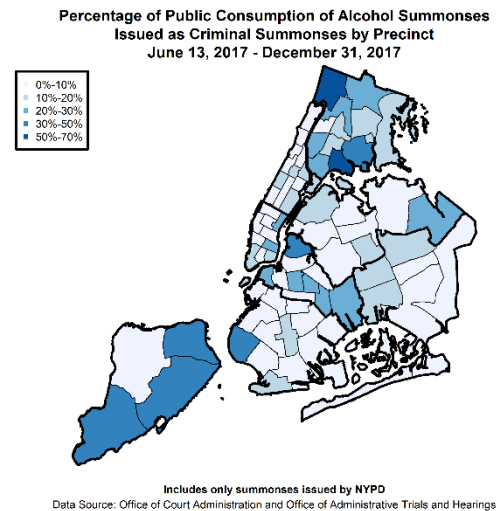 Percentage of Public Consumption of Alcohol Summonses
Issued as Criminal Summonses by Precinct
June 13, 2017 - December 31, 2017
0%-10%
10%-20%
20%-30%
30%-50%
50%-70%
Includes only summonses issued by NYPD
Data Source: Office of Court Administration and Office of Administrative Trials and Hearings